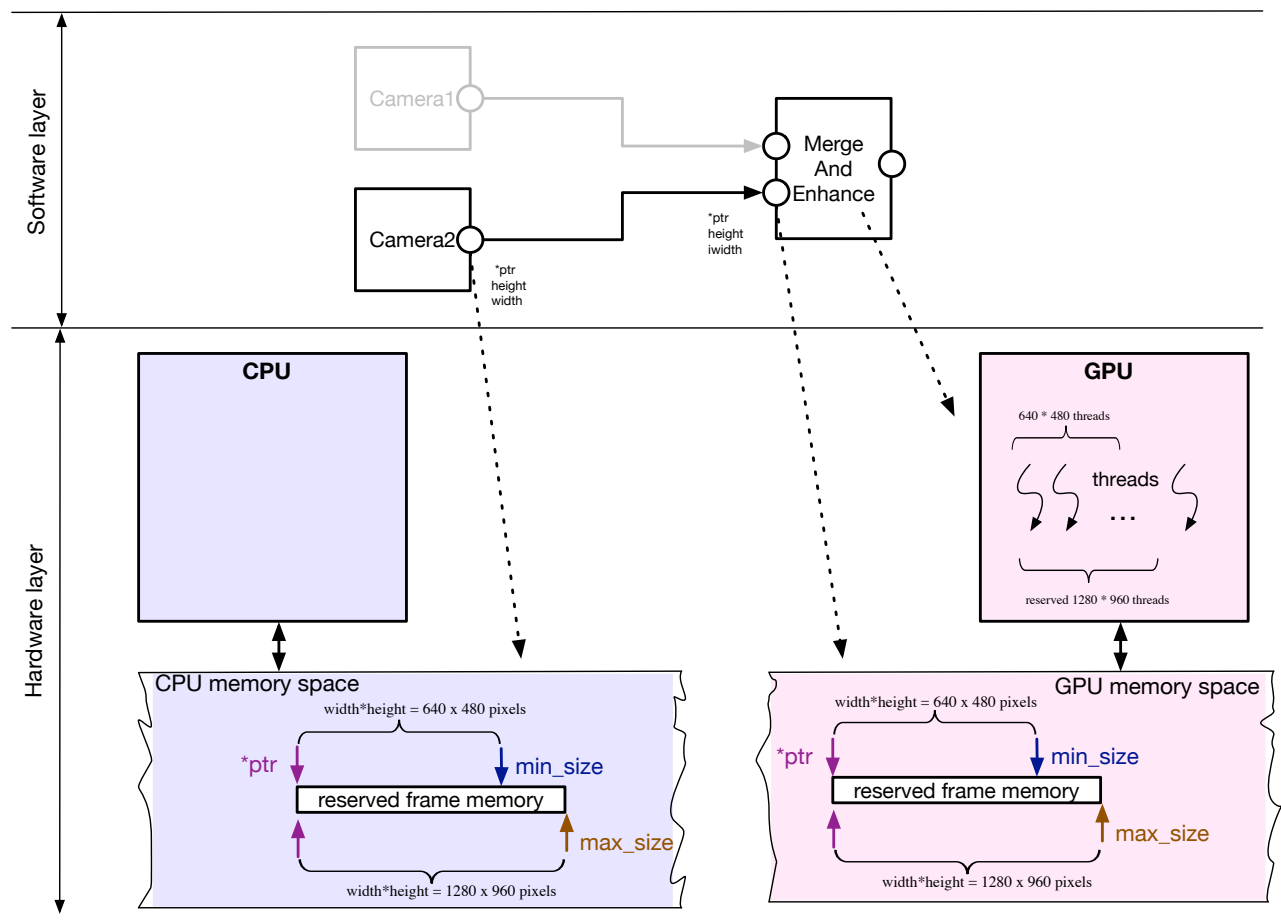 Software layer
Camera1
Camera2
*ptr
height
width
*ptr
height
iwidth
Merge
And
Enhance
Hardware layer
CPU
GPU
640 * 480 threads
threads
...
reserved 1280 * 960 threads
CPU memory space
width*height = 640 x 480 pixels
*ptr
min_size
reserved frame memory
max_size
width*height = 1280 x 960 pixels
GPU memory space
width*height = 640 x 480 pixels
*ptr
min_size
reserved frame memory
max_size
width*height = 1280 x 960 pixels